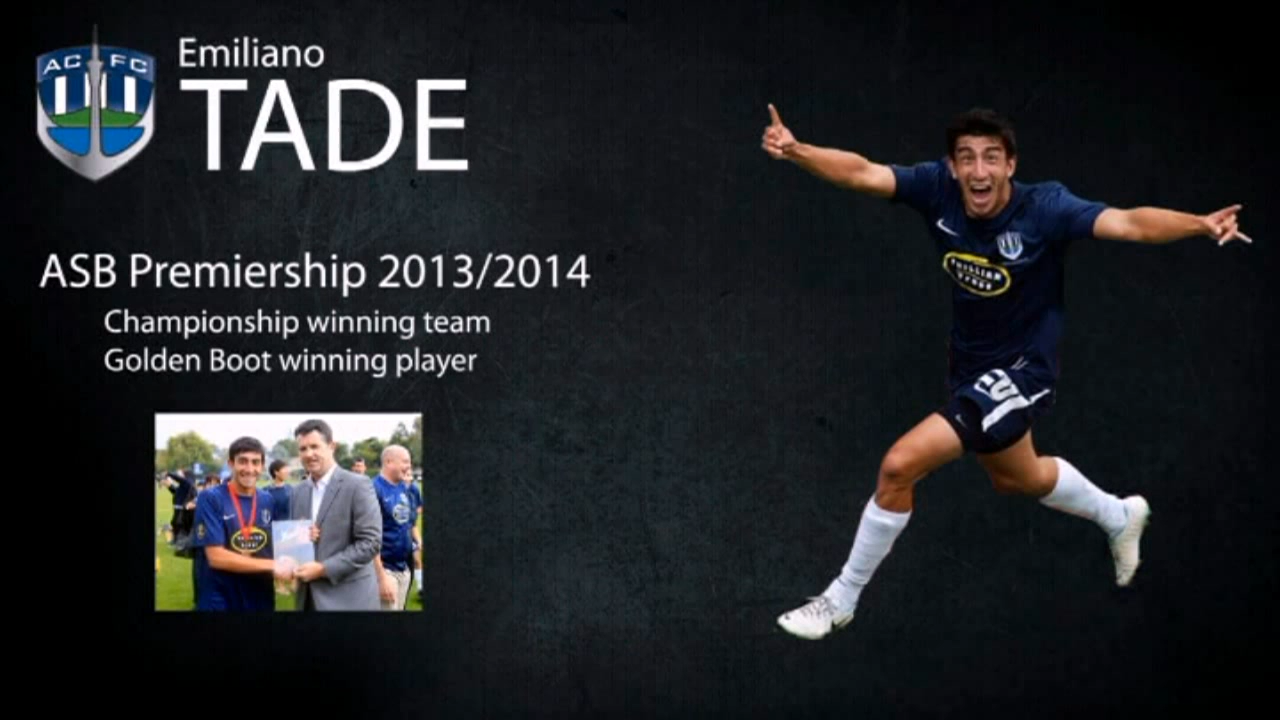 AC FC
Emiliano
TADE
ASB Premiership 2013/2014
Championship winning team
Golden Boot winning player